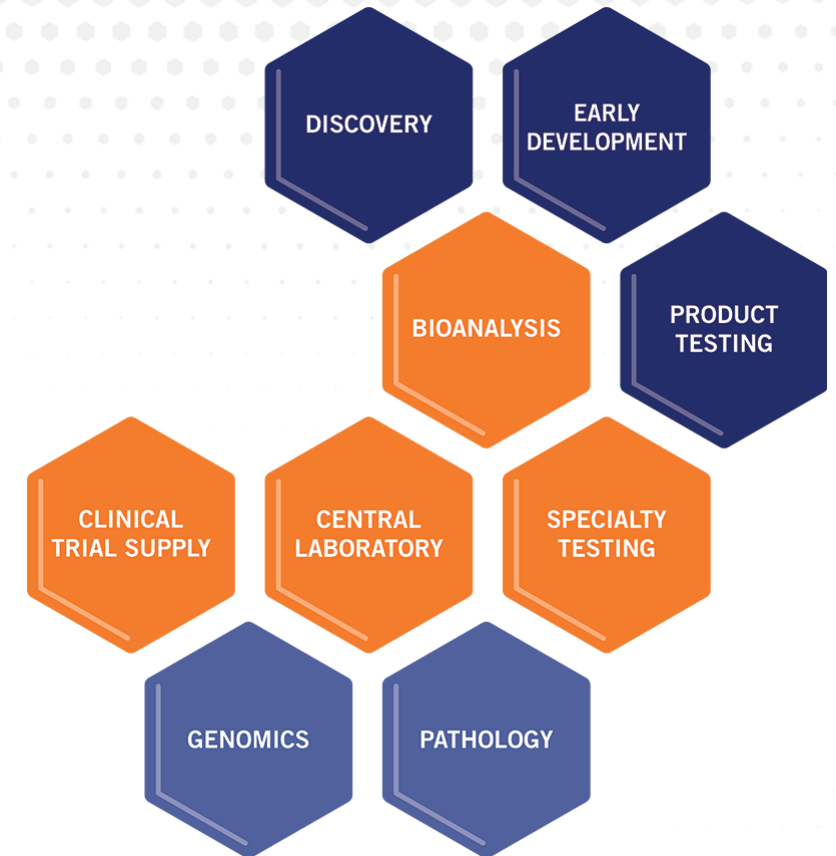 DISCOVERY
EARLY
DEVELOPMENT
BIOANALYSIS
PRODUCT
TESTING
CLINICAL
TRIAL SUPPLY
CENTRAL
LABORATORY
SPECIALTY
TESTING
GENOMICS
PATHOLOGY